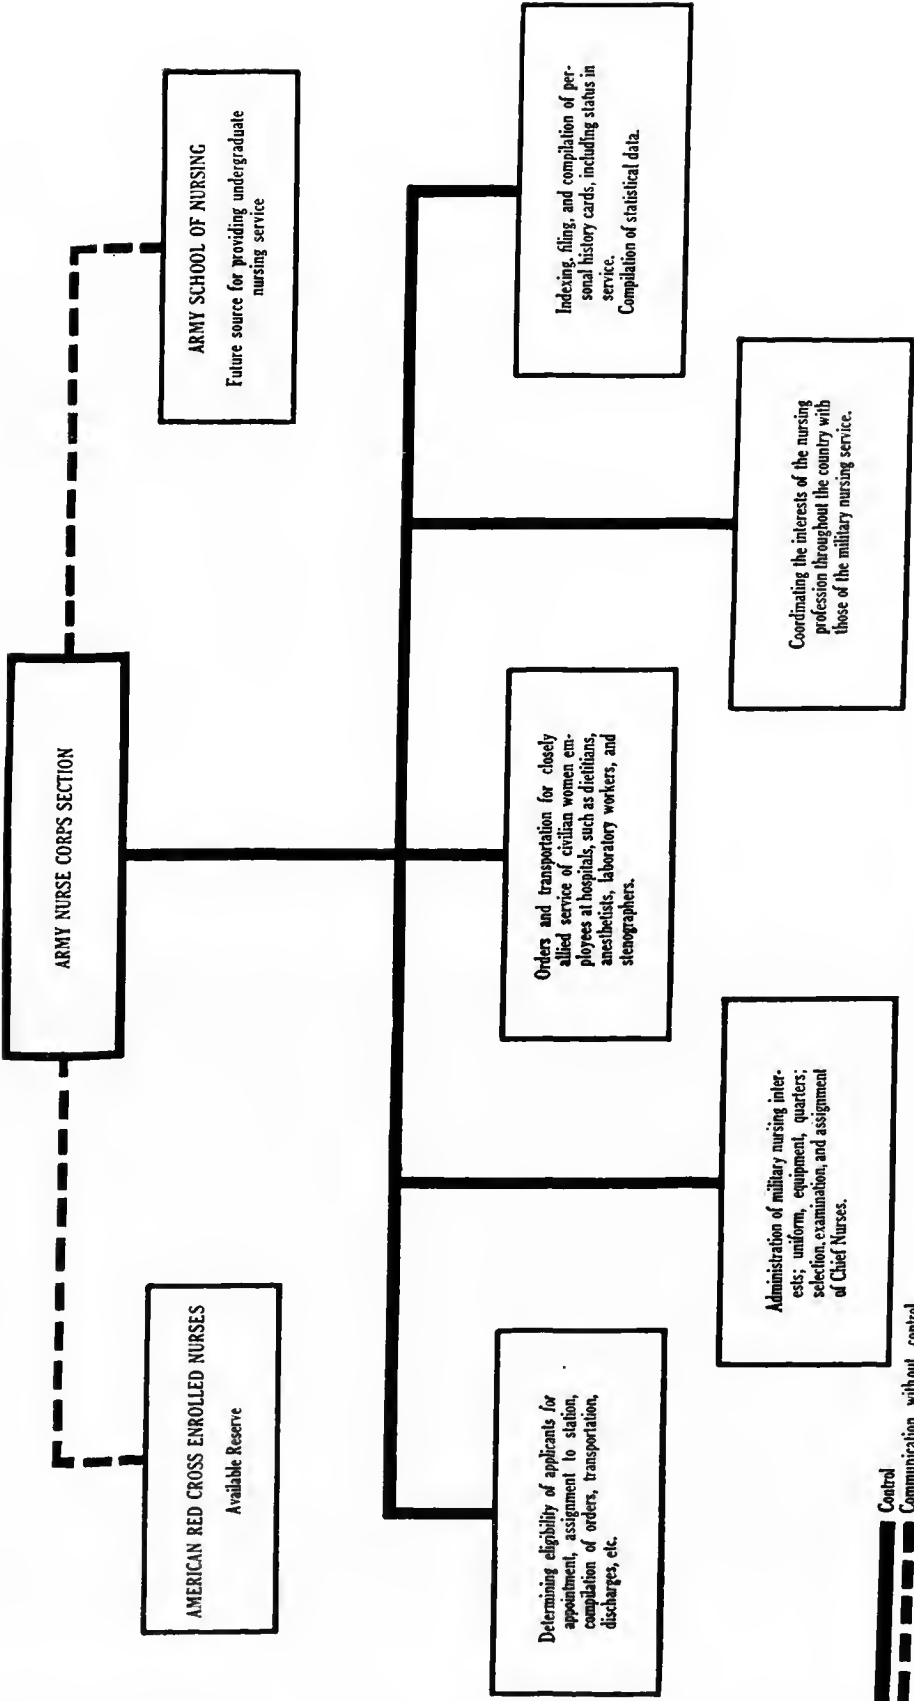 ARMY NURSE CORPS SECTION
AMERICAN RED CROSS ENROLLED NURSES
Available Reserve
ARMY SCHOOL OF NURSING
Future source for providing undergraduate
nursing service
Determining eligibility of applicants for
appointment, assignment to station,
compilation of orders, transportation,
discharges, etc.
Administration of military nursing inter-
ests; uniform, equipment, quarters;
selection, examination, and assignment
of Chief Nurses.
Orders and transportation for closely
allied service of civilian women em-
ployees at hospitals, such as dietitians,
anesthetists, laboratory workers, and
stenographers.
Coordinating the interests of the nursing
profession throughout the country with
those of the military nursing service.
Indexing, filing, and compilation of per-
sonal history cards, including status in
service.
Compilation of statistical data.
Control
Communication without control